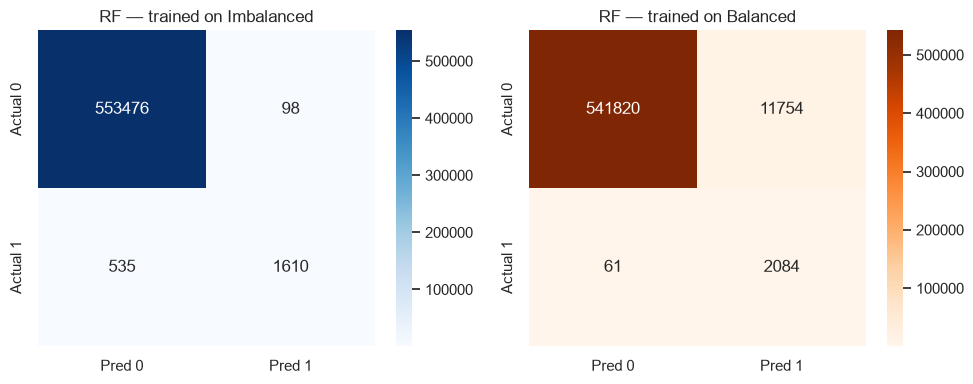 RF — trained on Imbalanced
Actual 0
Actual 1
553476
98
535
1610
Pred 0
Pred 1
500000
400000
300000
200000
100000
RF — trained on Balanced
Actual 0
Actual 1
541820
11754
61
2084
Pred 0
Pred 1
500000
400000
300000
200000
100000